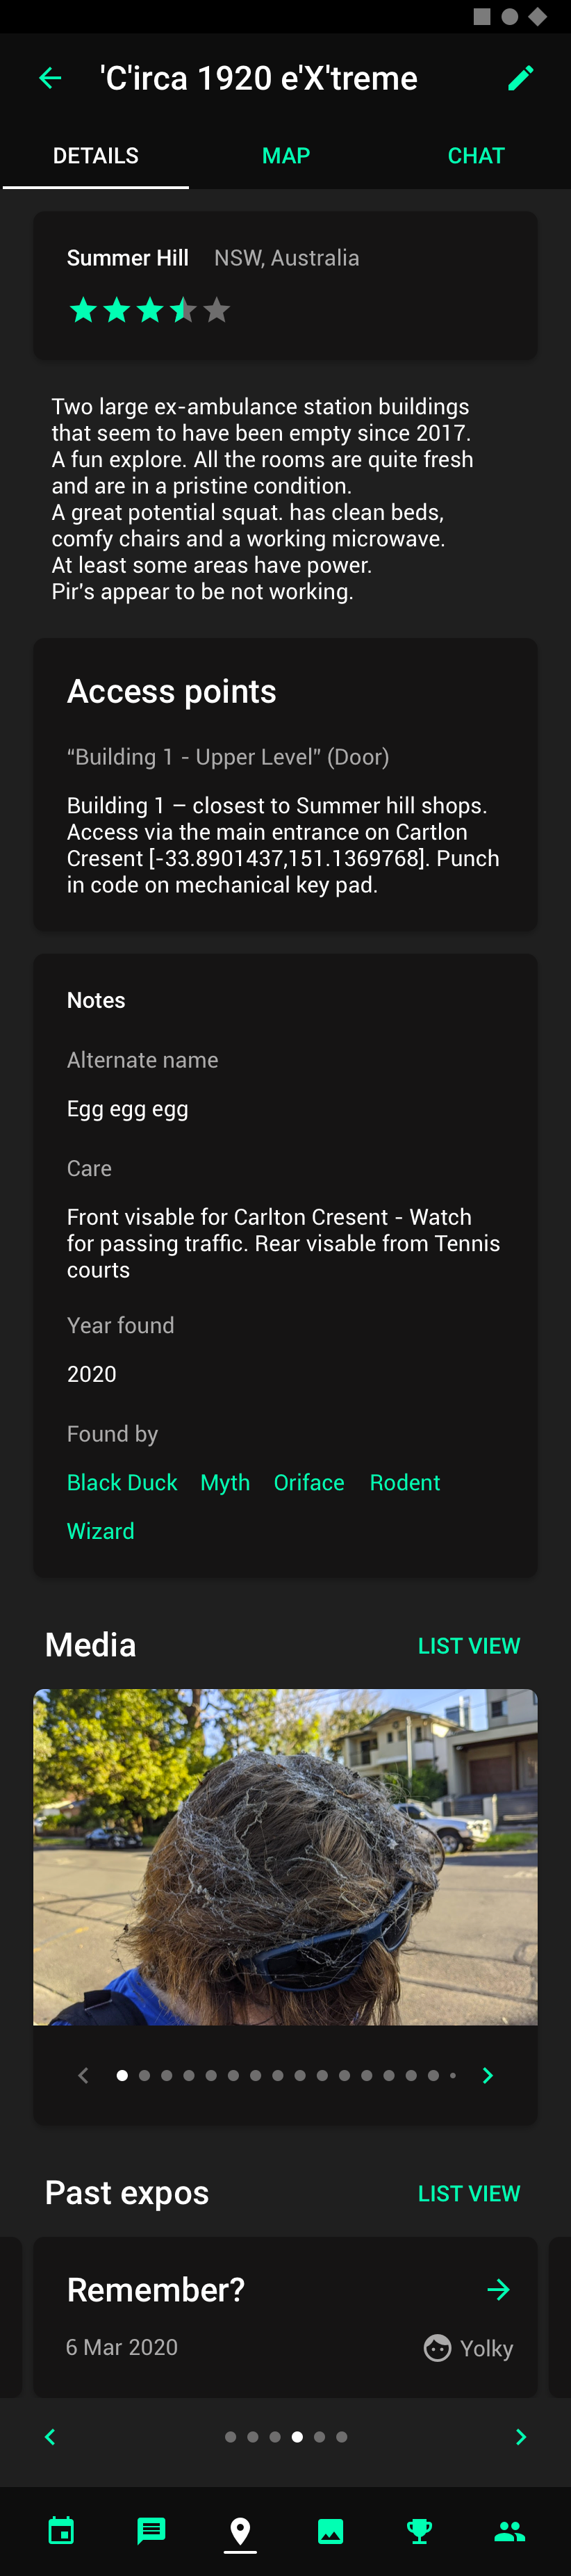 'C'irca 1920 e'X'treme
DETAILS
MAP
CHAT
Summer Hill NSW, Australia
Two large ex-ambulance station buildings
that seem to have been empty since 2017.
A fun explore. All the rooms are quite fresh
and are in a pristine condition.
A great potential squat. has clean beds,
comfy chairs and a working microwave.
At least some areas have power.
Pir's appear to be not working.
Access points
“Building 1 - Upper Level” (Door)
Building 1 – closest to Summer hill shops.
Access via the main entrance on Cartlon
Cresent [-33.8901437,151.1369768]. Punch
in code on mechanical key pad.
Notes
Alternate name
Egg egg egg
Care
Front visable for Carlton Cresent - Watch
for passing traffic. Rear visable from Tennis
courts
Year found
2020
Found by
Black Duck Myth Oriface Rodent
Wizard
Media LIST VIEW
Past expos LIST VIEW
Remember?
6 Mar 2020 Yolky